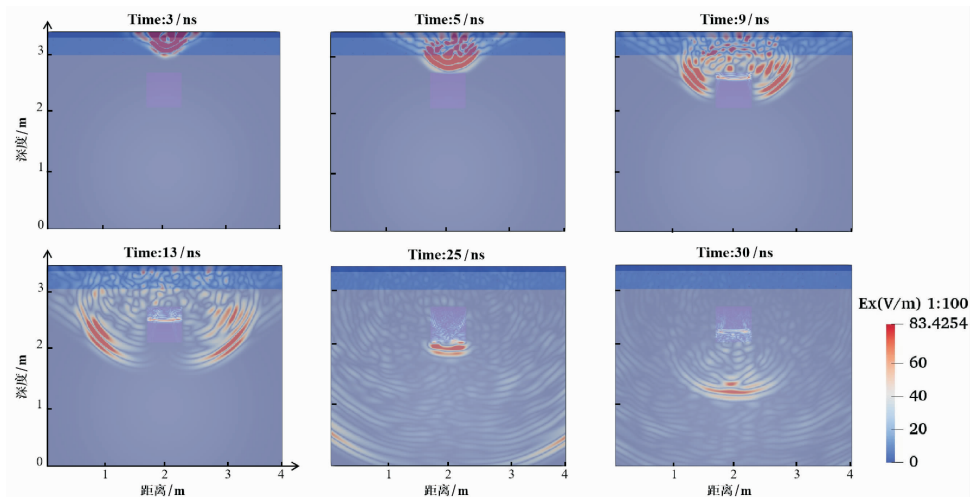 Time:3/ns
Time:5/ns
Time:9/ns
3
2
1
0
深度/m
Time:13/ns
Time:25/ns
Time:30/ns
3
2
1
0
深度/m
1 2 3 4
距离/m
1 2 3 4
距离/m
1 2 3 4
距离/m
Ex(V/m) 1:100
83.4254
60
40
20
0